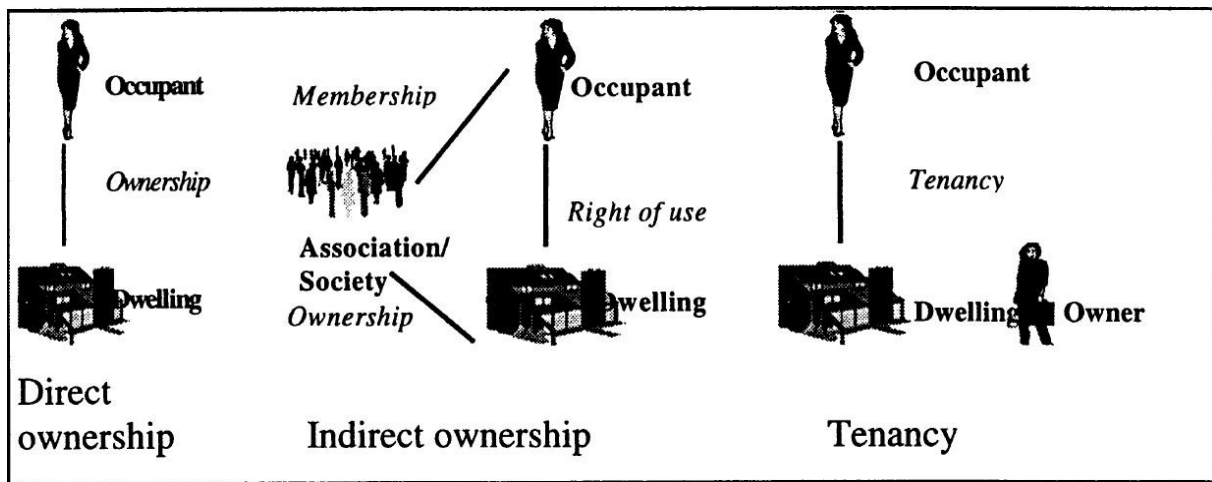 Occupant
Ownership
Dwelling
Direct
ownership
Membership
Occupant
Association/
Society
Ownership
Right of use
Dwelling
Indirect ownership
Occupant
Tenancy
Dwelling
Owner
Tenancy